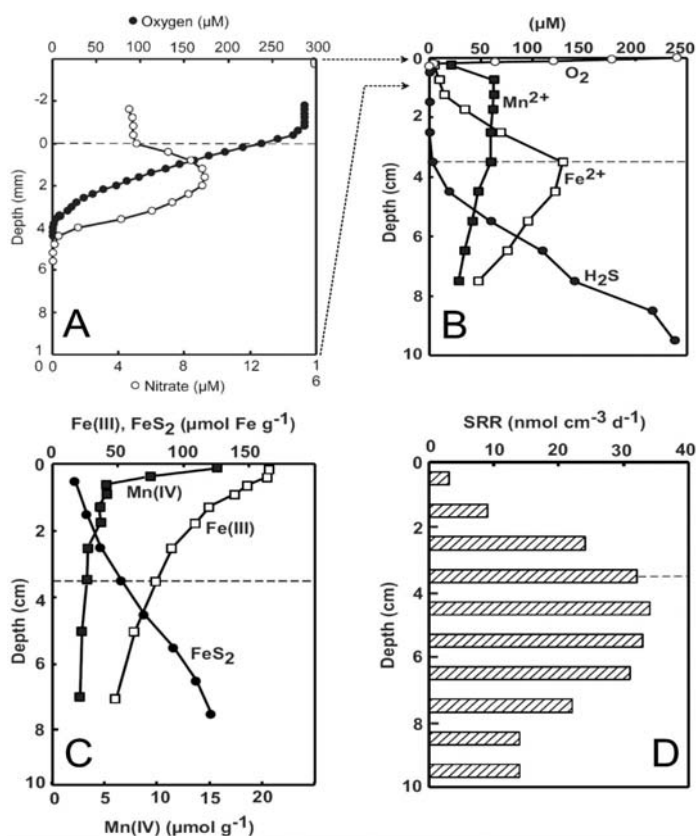 ● Oxygen (µM)
0 50 100 150 200 250 300
-2
0
2
4
6
1
Depth (mm)
A
0 4 8 12 16
○ Nitrate (µM)
(µM)
0 50 100 150 200 250
0
2
4
6
8
10
Depth (cm)
O2
Mn2+
Fe2+
H2S
B
Fe(III), FeS2 (µmol Fe g-1)
0 50 100 150
0
2
4
6
8
10
Depth (cm)
Mn(IV)
Fe(III)
FeS2
C
0 5 10 15 20
Mn(IV) (µmol g-1)
SRR (nmol cm-3 d-1)
0 10 20 30 40
0
2
4
6
8
10
Depth (cm)
D